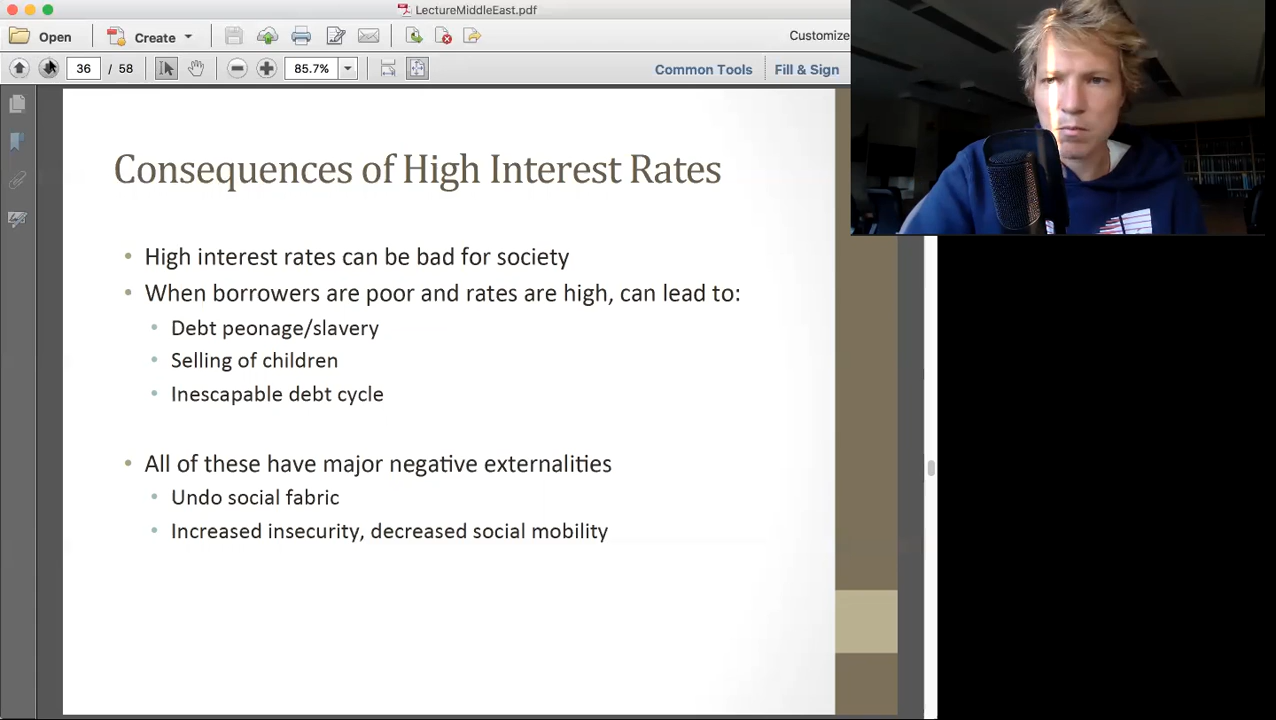 LectureMiddleEast.pdf
Open
Create
Customize
36 / 58
85.7%
Common Tools
Fill & Sign
Consequences of High Interest Rates
• High interest rates can be bad for society
• When borrowers are poor and rates are high, can lead to:
• Debt peonage/slavery
• Selling of children
• Inescapable debt cycle
• All of these have major negative externalities
• Undo social fabric
• Increased insecurity, decreased social mobility